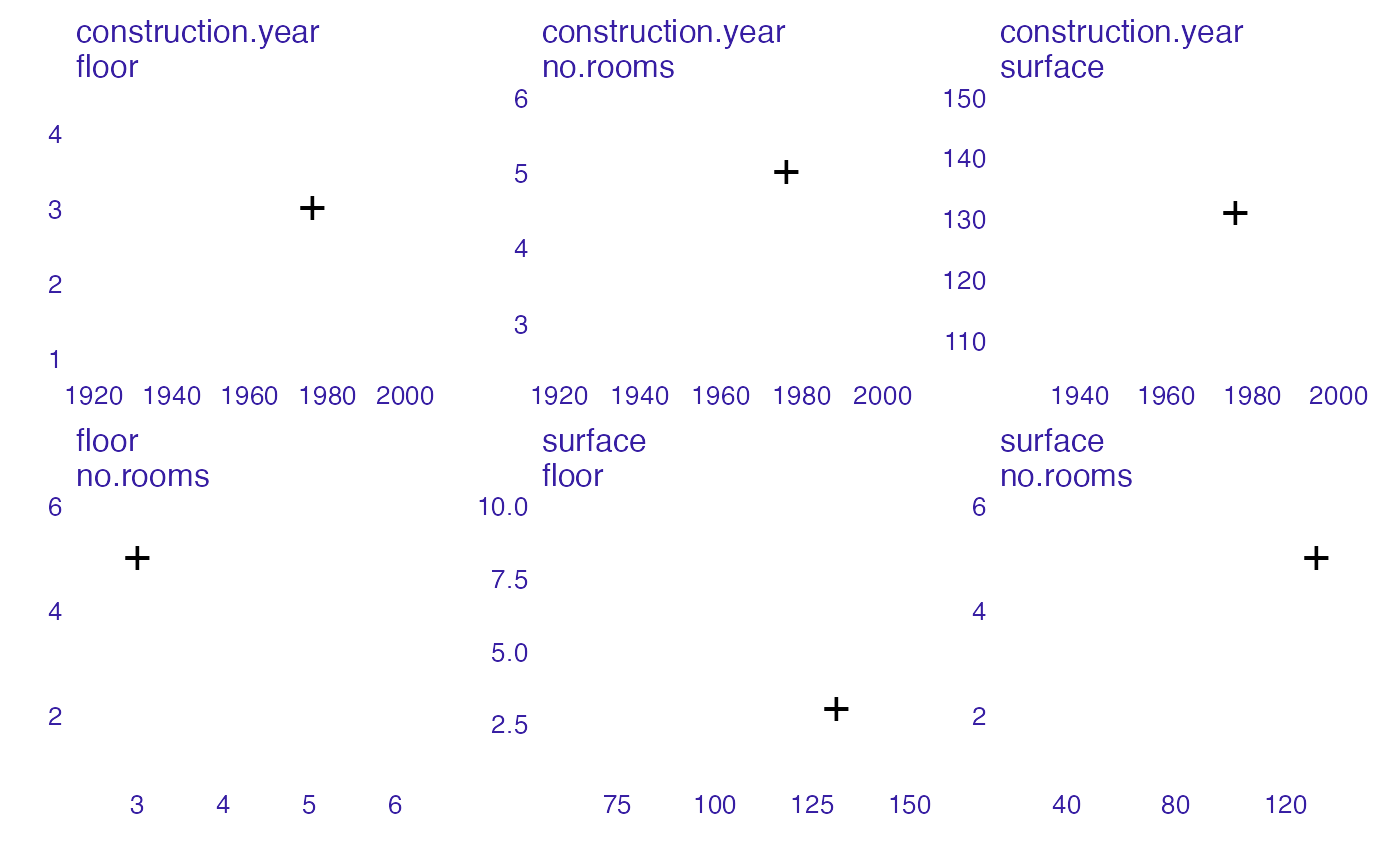 construction.year
floor
4
3
2
1
1920 1940 1960 1980 2000
construction.year
no.rooms
6
5
4
3
1920 1940 1960 1980 2000
construction.year
surface
150
140
130
120
110
1940 1960 1980 2000
floor
no.rooms
6
4
2
3 4 5 6
surface
floor
10.0
7.5
5.0
2.5
75 100 125 150
surface
no.rooms
6
4
2
40 80 120